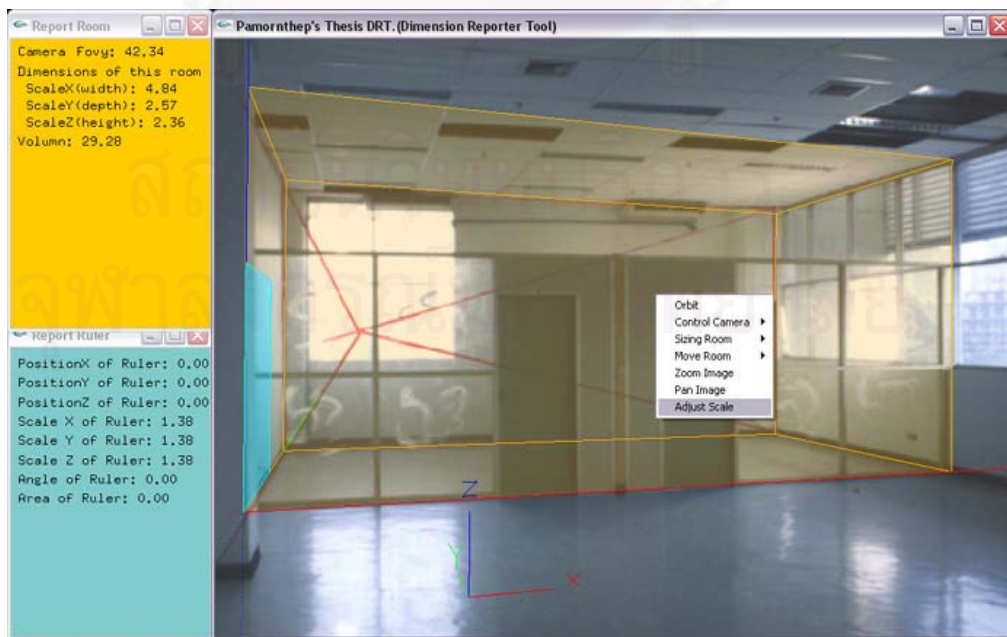 Report Room
Camera Fovy: 42.34
Dimensions of this room
ScaleX(width): 4.84
ScaleY(depth): 2.57
ScaleZ(height): 2.36
Volumn: 29.28
Report Ruler
PositionX of Ruler: 0.00
PositionY of Ruler: 0.00
PositionZ of Ruler: 0.00
Scale X of Ruler: 1.38
Scale Y of Ruler: 1.38
Scale Z of Ruler: 1.38
Angle of Ruler: 0.00
Area of Ruler: 0.00
Pamornthep's Thesis DRT.(Dimension Reporter Tool)
Orbit
Control Camera
Sizing Room
Move Room
Zoom Image
Pan Image
Adjust Scale
Z
Y
X